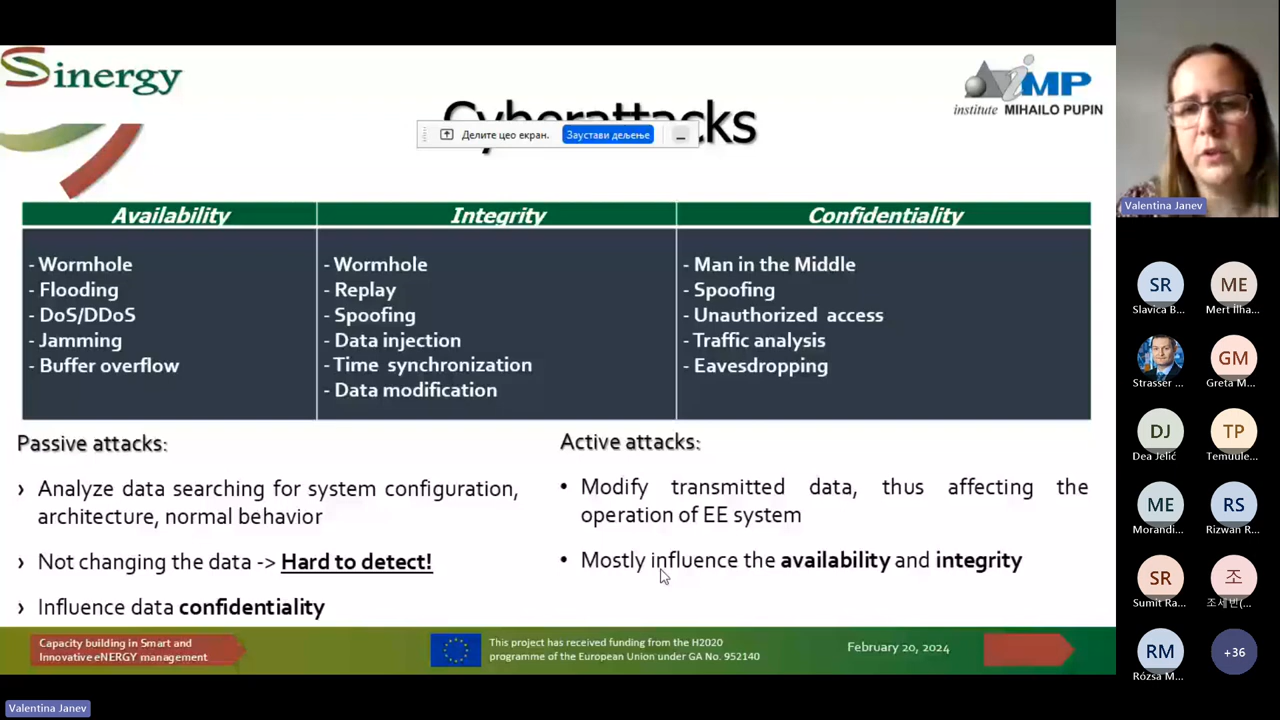 Sinergy
institute MIHAILO PUPIN
Cyberattacks
Делите цео екран.
Заустави дељење
Availability
Integrity
Confidentiality
- Wormhole
- Flooding
- DoS/DDoS
- Jamming
- Buffer overflow
- Wormhole
- Replay
- Spoofing
- Data injection
- Time synchronization
- Data modification
- Man in the Middle
- Spoofing
- Unauthorized access
- Traffic analysis
- Eavesdropping
Passive attacks:
› Analyze data searching for system configuration,
architecture, normal behavior
› Not changing the data -> Hard to detect!
› Influence data confidentiality
Active attacks:
• Modify transmitted data, thus affecting the
operation of EE system
• Mostly influence the availability and integrity
Capacity building in Smart and
Innovative eNERGY management
This project has received funding from the H2020
programme of the European Union under GA No. 952140
February 20, 2024
Valentina Janev
SR
Slavica B...
ME
Mert İlha...
Strasser ...
GM
Greta M...
DJ
Dea Jelić
TP
Temuule...
ME
Morandi...
RS
Rizwan R...
SR
Sumit Ra...
조
조세빈(...
RM
Rózsa M...
+36
Valentina Janev